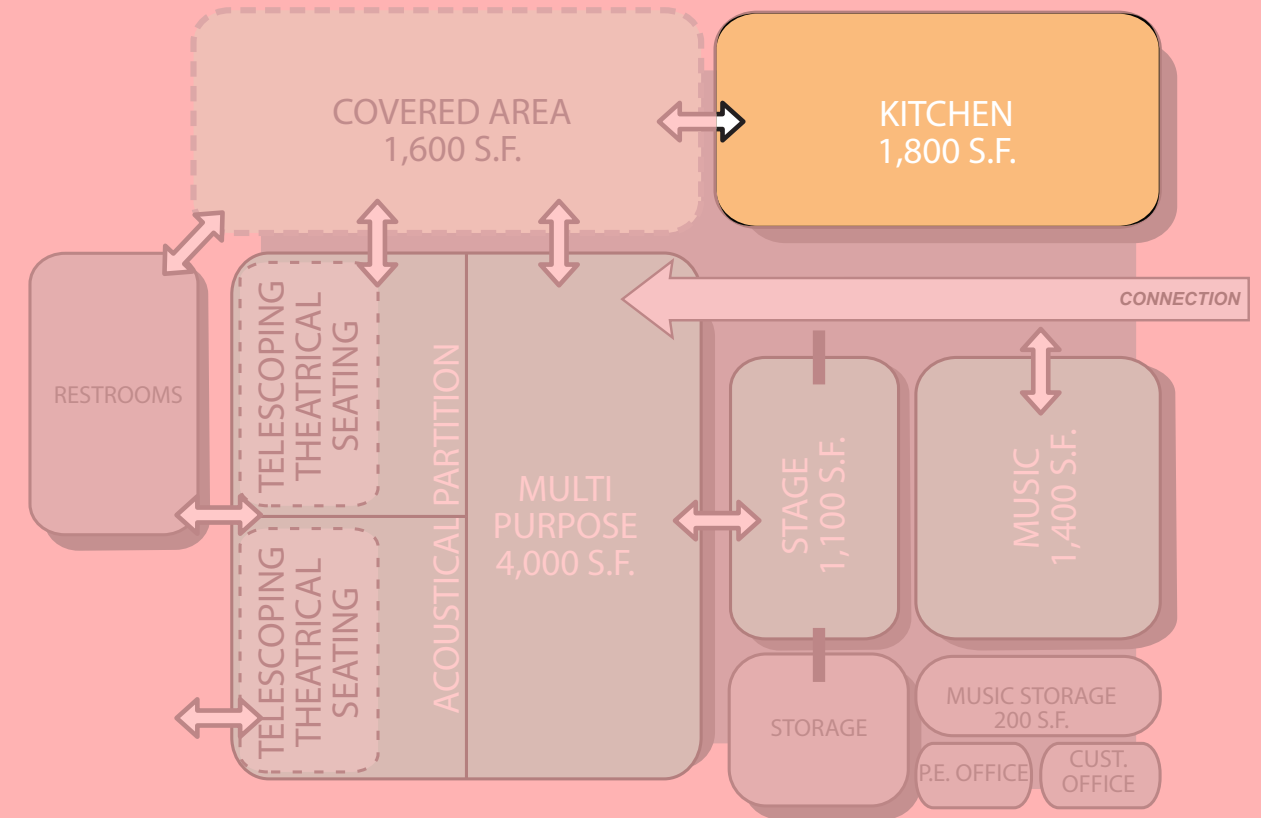 COVERED AREA
1,600 S.F.
KITCHEN
1,800 S.F.
CONNECTION
RESTROOMS
TELESCOPING
THEATRICAL
SEATING
ACOUSTICAL PARTITION
MULTI
PURPOSE
4,000 S.F.
STAGE
1,100 S.F.
MUSIC
1,400 S.F.
TELESCOPING
THEATRICAL
SEATING
STORAGE
MUSIC STORAGE
200 S.F.
P.E. OFFICE
CUST.
OFFICE